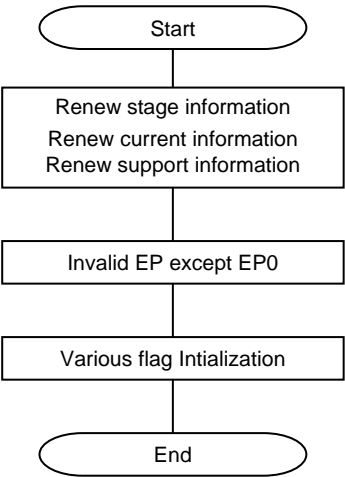 Start
Renew stage information
Renew current information
Renew support information
Invalid EP except EP0
Various flag Intialization
End